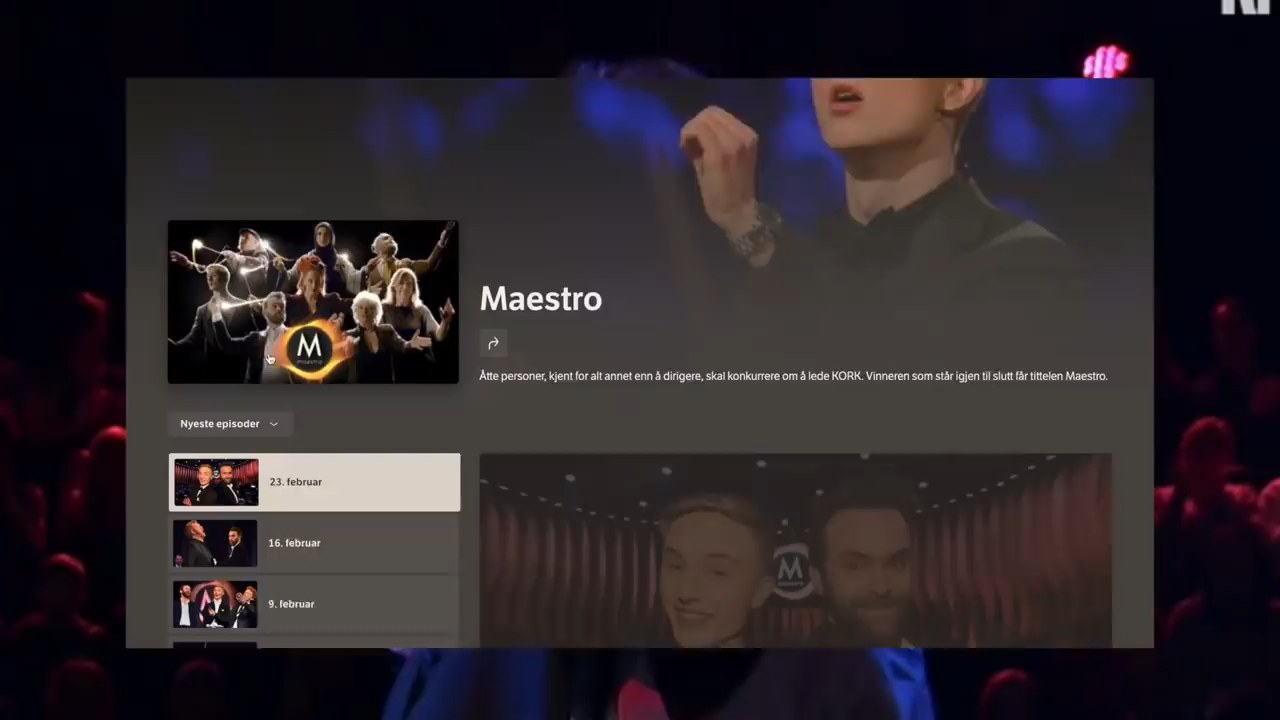 Maestro
Åtte personer, kjent for alt annet enn å dirigere, skal konkurrere om å lede KORK. Vinneren som står igjen til slutt får tittelen Maestro.
M
maestro
Nyeste episoder
23. februar
16. februar
9. februar
M